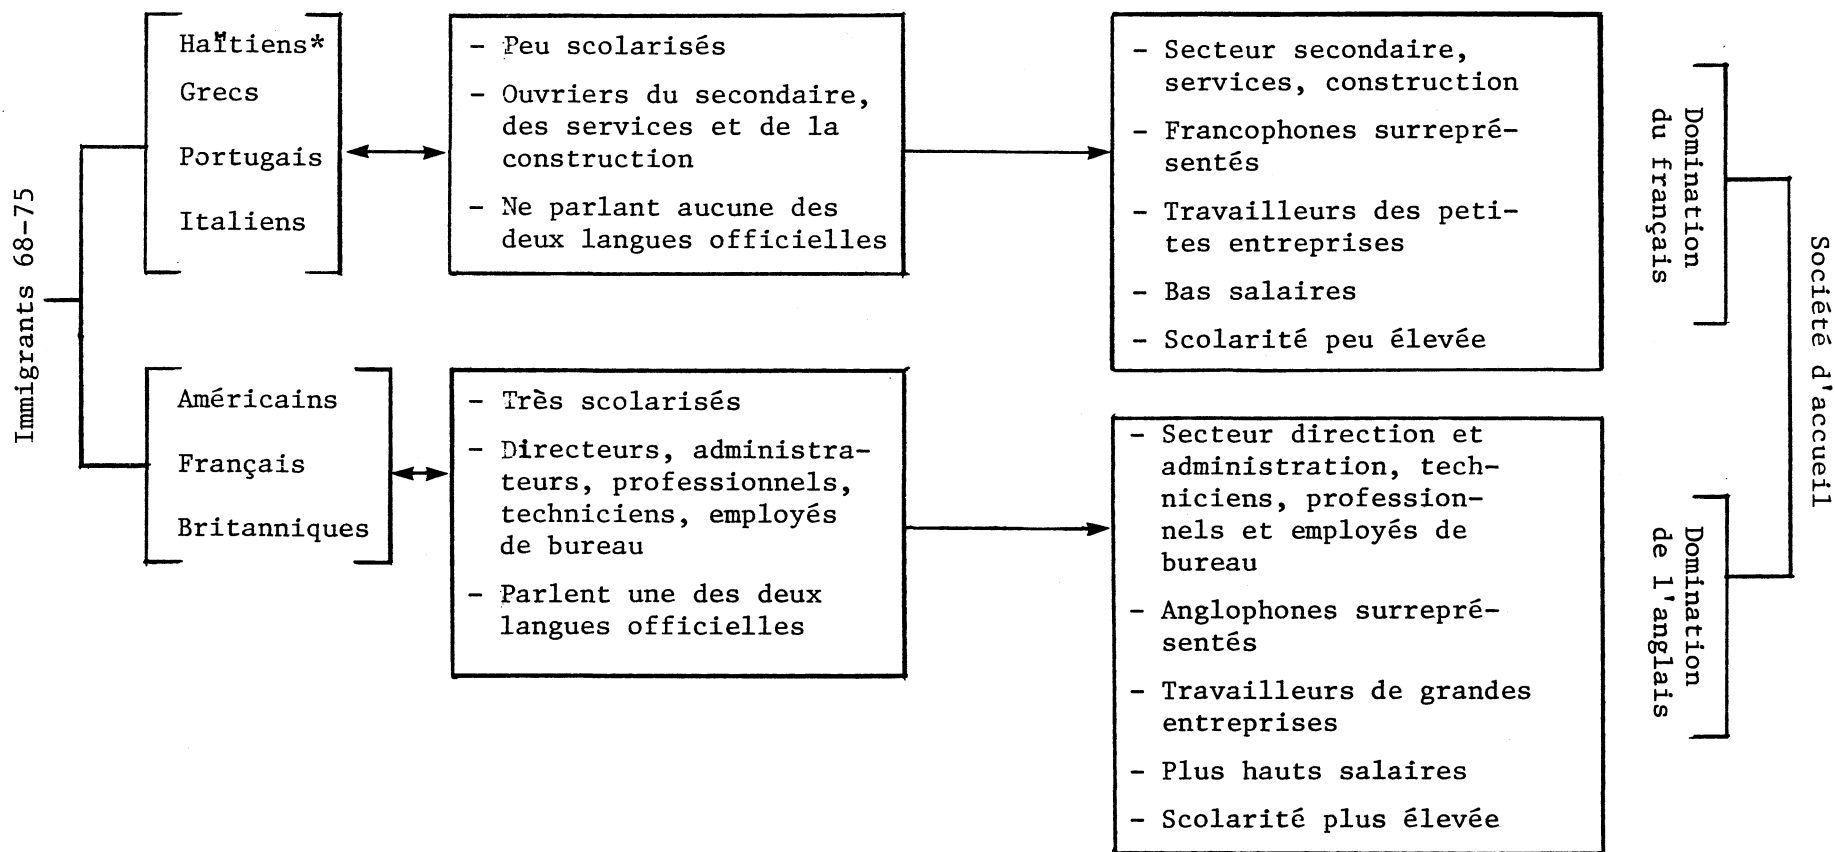 Immigrants 68-75
Haïtiens*
Grecs
Portugais
Italiens
- Peu scolarisés
- Ouvriers du secondaire,
des services et de la
construction
- Ne parlant aucune des
deux langues officielles
- Secteur secondaire,
services, construction
- Francophones surrepré-
sentés
- Travailleurs des peti-
tes entreprises
- Bas salaires
- Scolarité peu élevée
Domination
du français
Société d'accueil
Américains
Français
Britanniques
- Très scolarisés
- Directeurs, administra-
teurs, professionnels,
techniciens, employés
de bureau
- Parlent une des deux
langues officielles
- Secteur direction et
administration, tech-
niciens, profession-
nels et employés de
bureau
- Anglophones surrepré-
sentés
- Travailleurs de grandes
entreprises
- Plus hauts salaires
- Scolarité plus élevée
Domination
de l'anglais